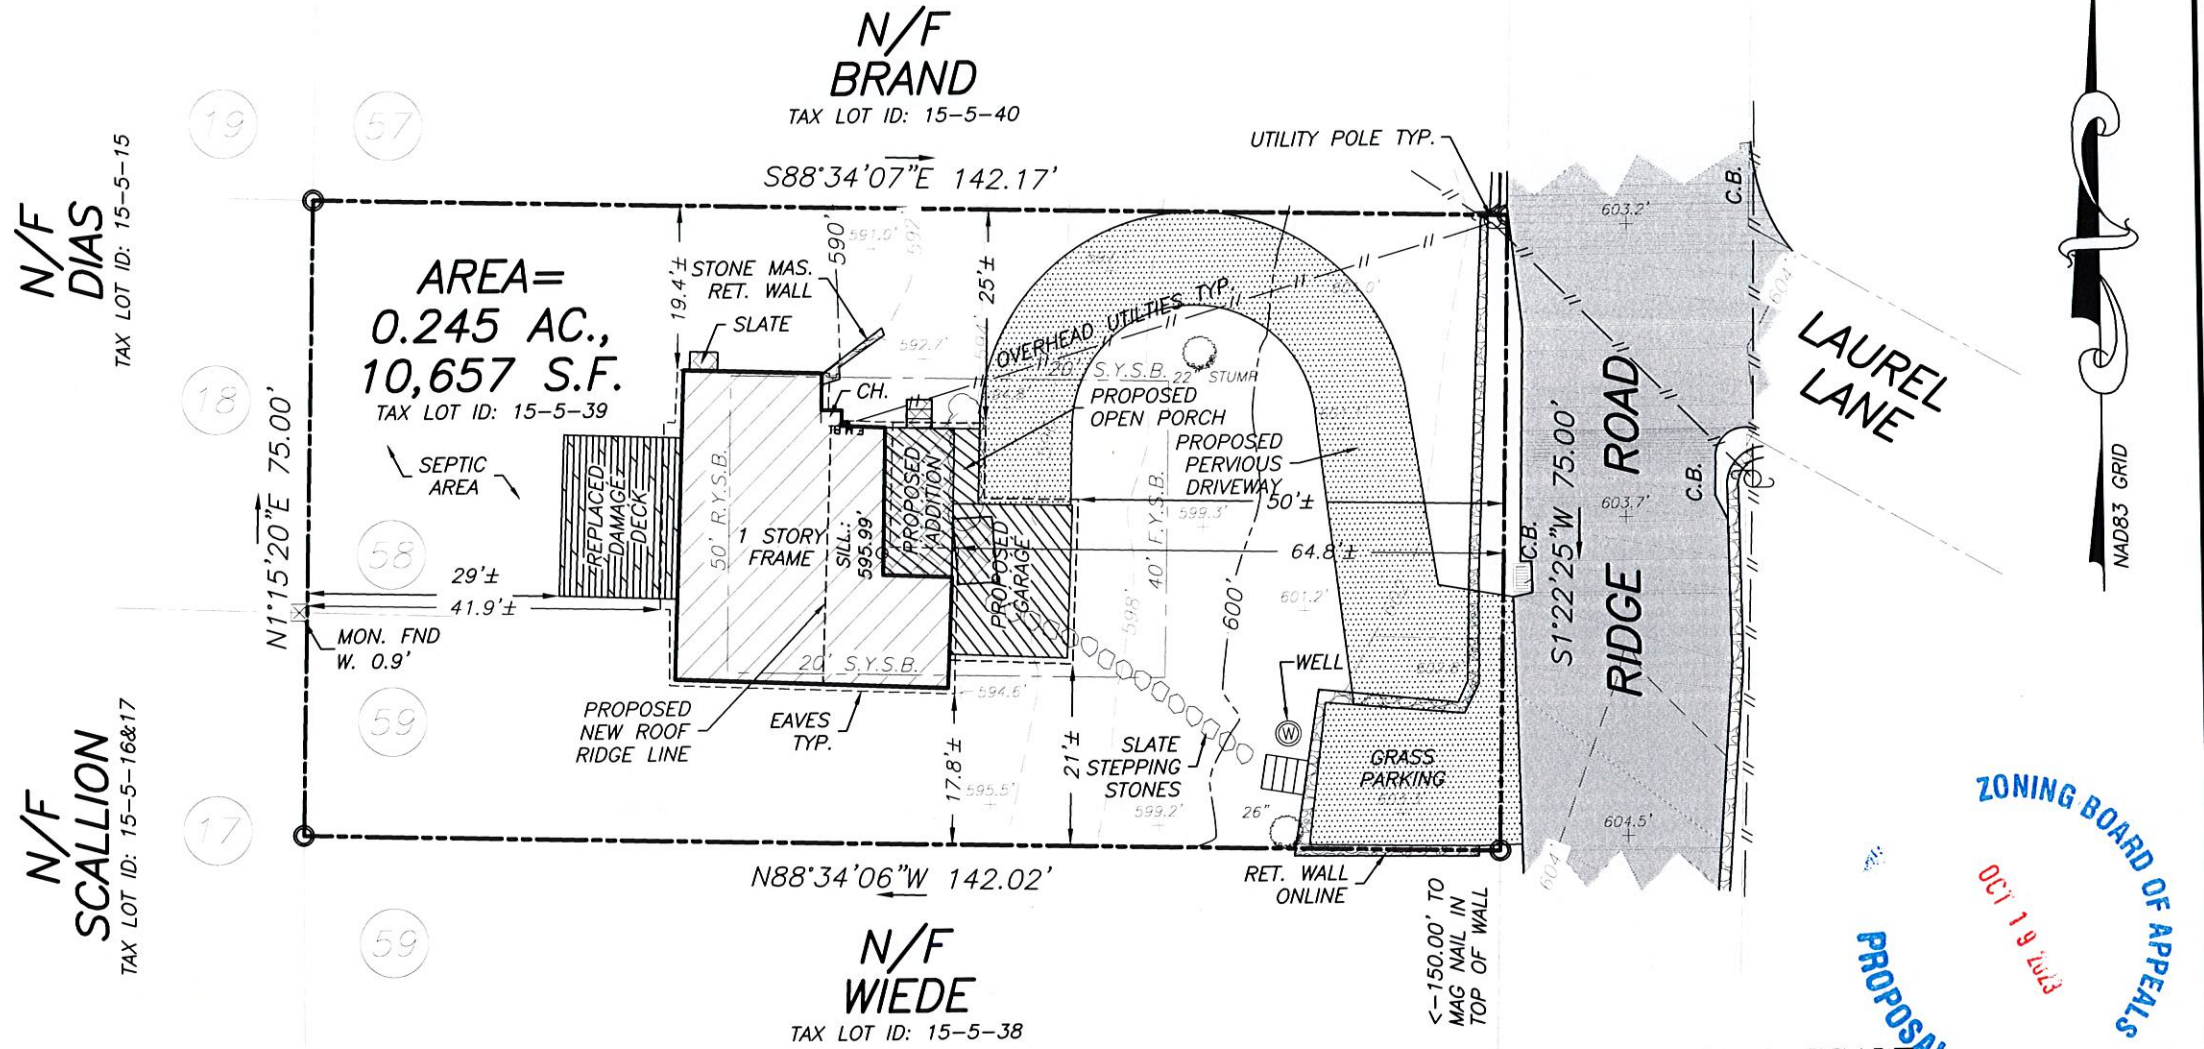 N/F
BRAND
TAX LOT ID: 15-5-40
N/F
DIAS
TAX LOT ID: 15-5-15
19
57
S88°34'07"E 142.17'
UTILITY POLE TYP.
C.B.
603.2'
604'
AREA=
0.245 AC.,
10,657 S.F.
TAX LOT ID: 15-5-39
19.4'±
STONE MAS.
RET. WALL
SLATE
590'
591.0'
592'
592.7'
25'±
OVERHEAD UTILTIES TYP.
20' S.Y.S.B.
22"
STUMP
CH.
PROPOSED
OPEN PORCH
PROPOSED
PERVIOUS
DRIVEWAY
50'±
64.8'±
LAUREL
LANE
RIDGE ROAD
S1°22'25"W 75.00'
603.7'
C.B.
C.B.
NAD83 GRID
18
N1°15'20"E 75.00'
SEPTIC
AREA
REPLACED
DAMAGED
DECK
50' R.Y.S.B.
1 STORY
FRAME
SILL:
595.99'
PROPOSED
ADDITION
PROPOSED
GARAGE
599.3'
40' F.Y.S.B.
598'
600'
601.2'
58
29'±
41.9'±
MON. FND
W. 0.9'
20' S.Y.S.B.
594.6'
WELL
W
PROPOSED
NEW ROOF
RIDGE LINE
EAVES
TYP.
17.8'±
21'±
SLATE
STEPPING
STONES
595.5'
599.2'
26"
GRASS
PARKING
604.5'
604'
59
17
N/F
SCALLION
TAX LOT ID: 15-5-16&17
N88°34'06"W 142.02'
RET. WALL
ONLINE
<-150.00' TO
MAG NAIL IN
TOP OF WALL
59
N/F
WIEDE
TAX LOT ID: 15-5-38
ZONING BOARD OF APPEALS
OCT 19 2023
PROPOSAL